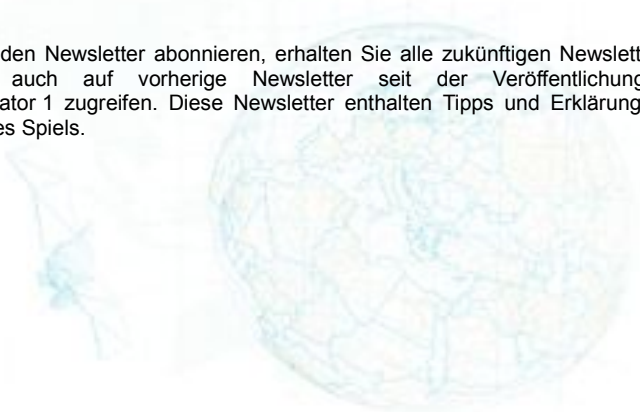 den Newsletter abonnieren, erhalten Sie alle zukünftigen Newslett
auch auf vorherige Newsletter seit der Veröffentlichung
ator 1 zugreifen. Diese Newsletter enthalten Tipps und Erklärung
es Spiels.